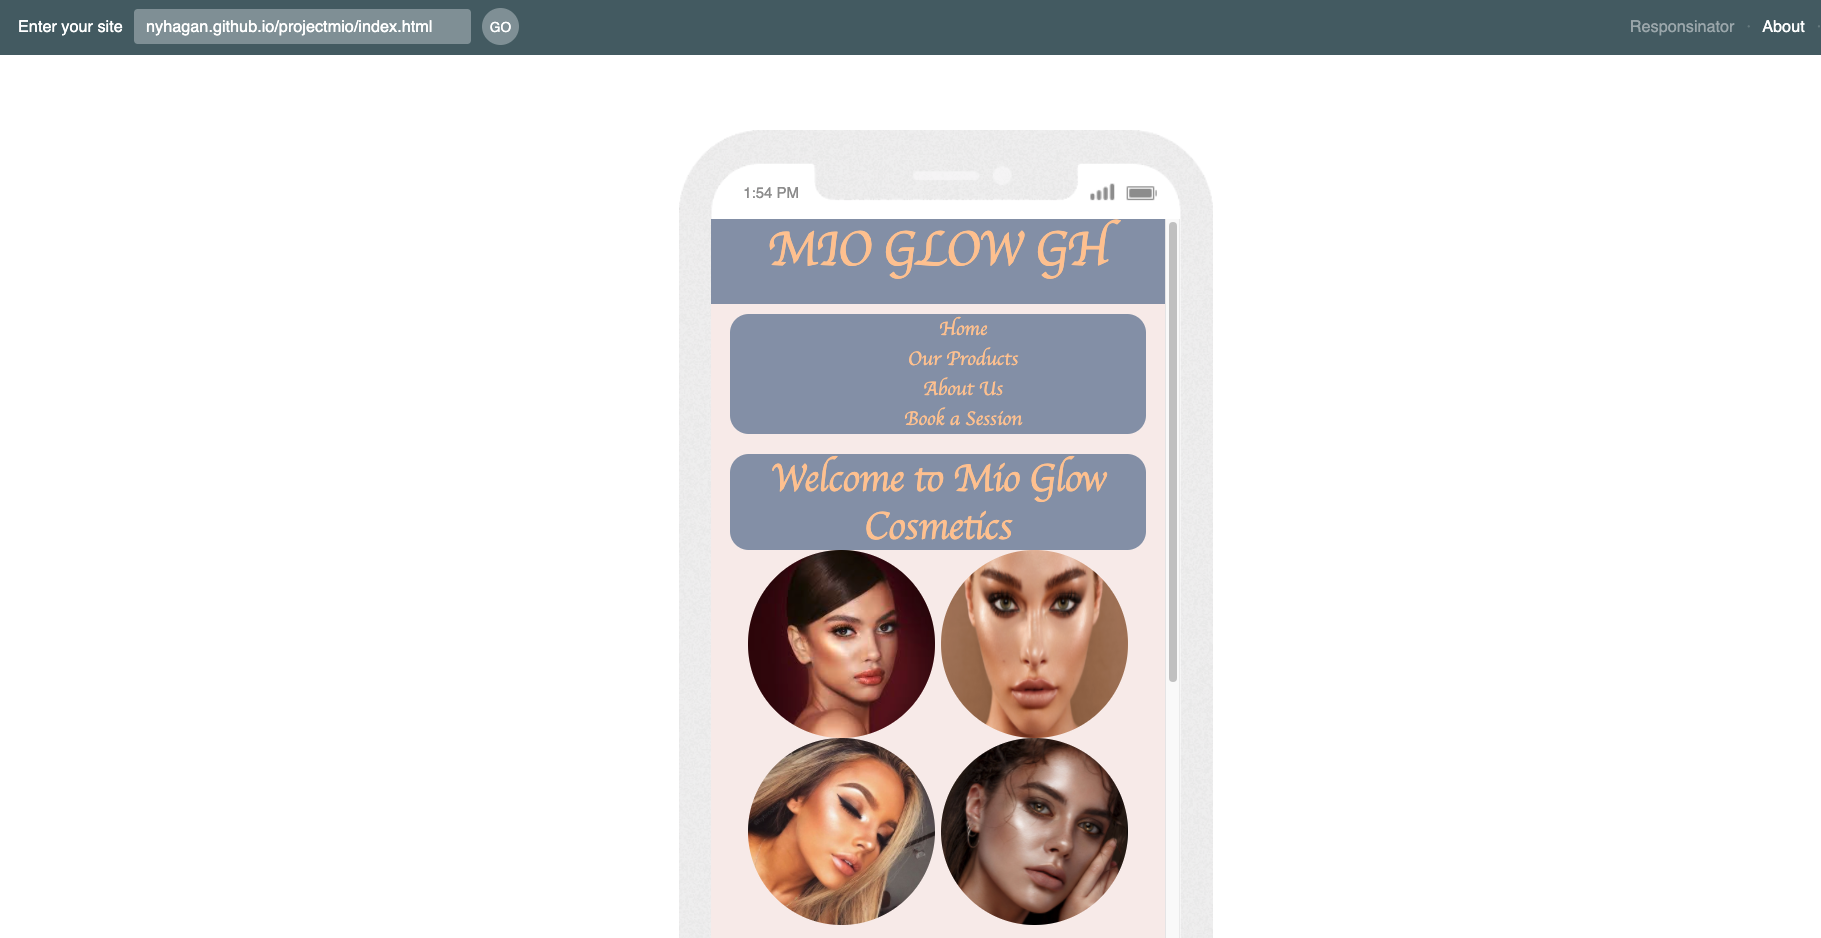 Enter your site nyhagan.github.io/projectmio/index.html GO Responsinator · About
1:54 PM
MIO GLOW GH
Home
Our Products
About Us
Book a Session
Welcome to Mio Glow
Cosmetics